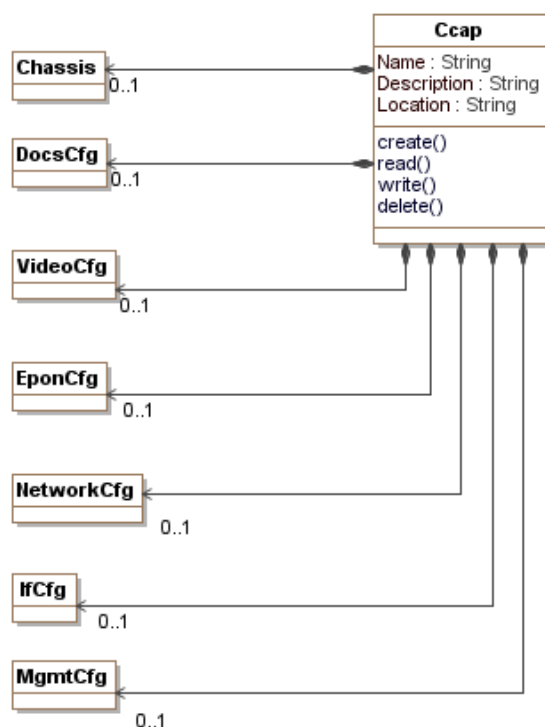 Ccap
Name : String
Description : String
Location : String
create()
read()
write()
delete()
Chassis
0..1
DocsCfg
0..1
VideoCfg
0..1
EponCfg
0..1
NetworkCfg
0..1
IfCfg
0..1
MgmtCfg
0..1